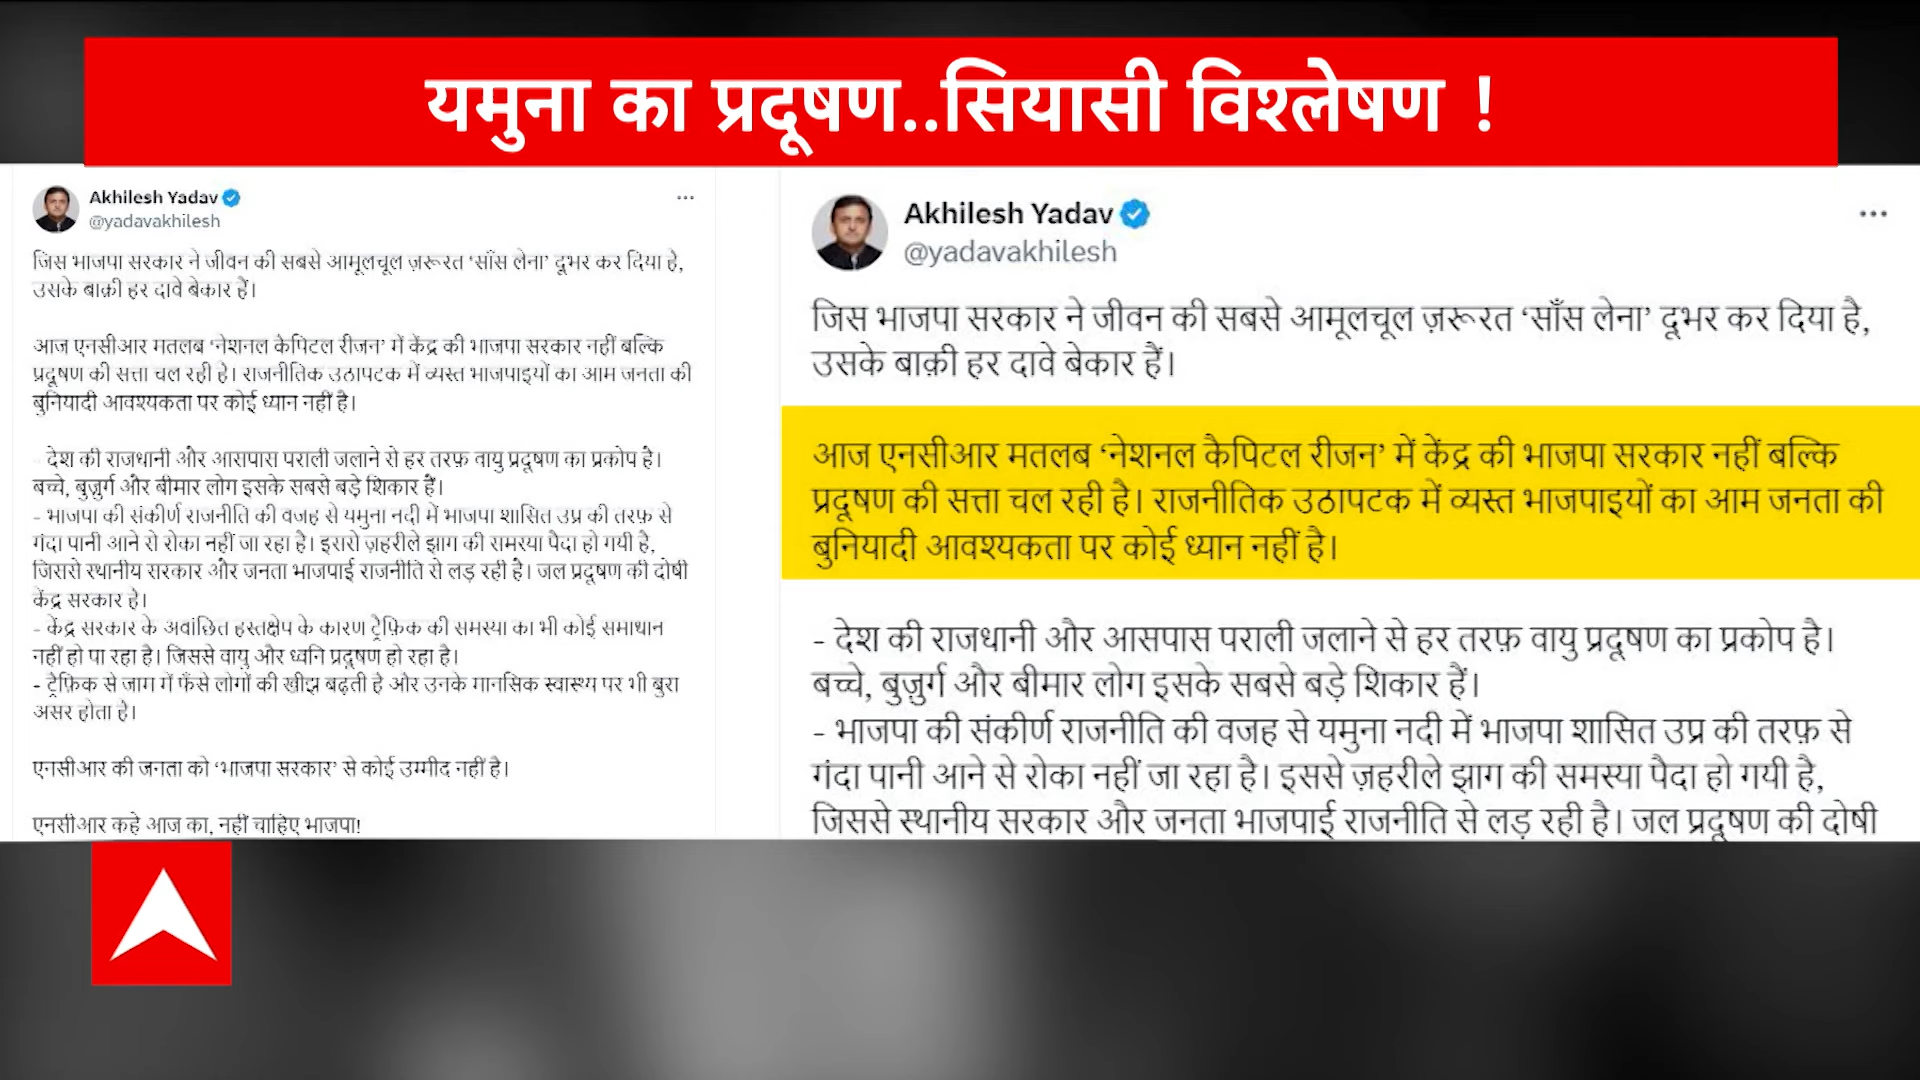 यमुना का प्रदूषण..सियासी विश्लेषण !
Akhilesh Yadav
@yadavakhilesh
जिस भाजपा सरकार ने जीवन की सबसे आमूलचूल ज़रूरत ‘साँस लेना’ दूभर कर दिया है,
उसके बाक़ी हर दावे बेकार हैं।
आज एनसीआर मतलब ‘नेशनल कैपिटल रीजन’ में केंद्र की भाजपा सरकार नहीं बल्कि
प्रदूषण की सत्ता चल रही है। राजनीतिक उठापटक में व्यस्त भाजपाइयों का आम जनता की
बुनियादी आवश्यकता पर कोई ध्यान नहीं है।
- देश की राजधानी और आसपास पराली जलाने से हर तरफ़ वायु प्रदूषण का प्रकोप है।
बच्चे, बुज़ुर्ग और बीमार लोग इसके सबसे बड़े शिकार हैं।
- भाजपा की संकीर्ण राजनीति की वजह से यमुना नदी में भाजपा शासित उप्र की तरफ़ से
गंदा पानी आने से रोका नहीं जा रहा है। इससे ज़हरीले झाग की समस्या पैदा हो गयी है,
जिससे स्थानीय सरकार और जनता भाजपाई राजनीति से लड़ रही है। जल प्रदूषण की दोषी
केंद्र सरकार है।
- केंद्र सरकार के अवांछित हस्तक्षेप के कारण ट्रैफ़िक की समस्या का भी कोई समाधान
नहीं हो पा रहा है। जिससे वायु और ध्वनि प्रदूषण हो रहा है।
- ट्रैफ़िक से जाम में फँसे लोगों की खीझ बढ़ती है और उनके मानसिक स्वास्थ्य पर भी बुरा
असर होता है।
एनसीआर की जनता को ‘भाजपा सरकार’ से कोई उम्मीद नहीं है।
एनसीआर कहे आज का, नहीं चाहिए भाजपा!
Akhilesh Yadav
@yadavakhilesh
जिस भाजपा सरकार ने जीवन की सबसे आमूलचूल ज़रूरत ‘साँस लेना’ दूभर कर दिया है,
उसके बाक़ी हर दावे बेकार हैं।
आज एनसीआर मतलब ‘नेशनल कैपिटल रीजन’ में केंद्र की भाजपा सरकार नहीं बल्कि
प्रदूषण की सत्ता चल रही है। राजनीतिक उठापटक में व्यस्त भाजपाइयों का आम जनता की
बुनियादी आवश्यकता पर कोई ध्यान नहीं है।
- देश की राजधानी और आसपास पराली जलाने से हर तरफ़ वायु प्रदूषण का प्रकोप है।
बच्चे, बुज़ुर्ग और बीमार लोग इसके सबसे बड़े शिकार हैं।
- भाजपा की संकीर्ण राजनीति की वजह से यमुना नदी में भाजपा शासित उप्र की तरफ़ से
गंदा पानी आने से रोका नहीं जा रहा है। इससे ज़हरीले झाग की समस्या पैदा हो गयी है,
जिससे स्थानीय सरकार और जनता भाजपाई राजनीति से लड़ रही है। जल प्रदूषण की दोषी